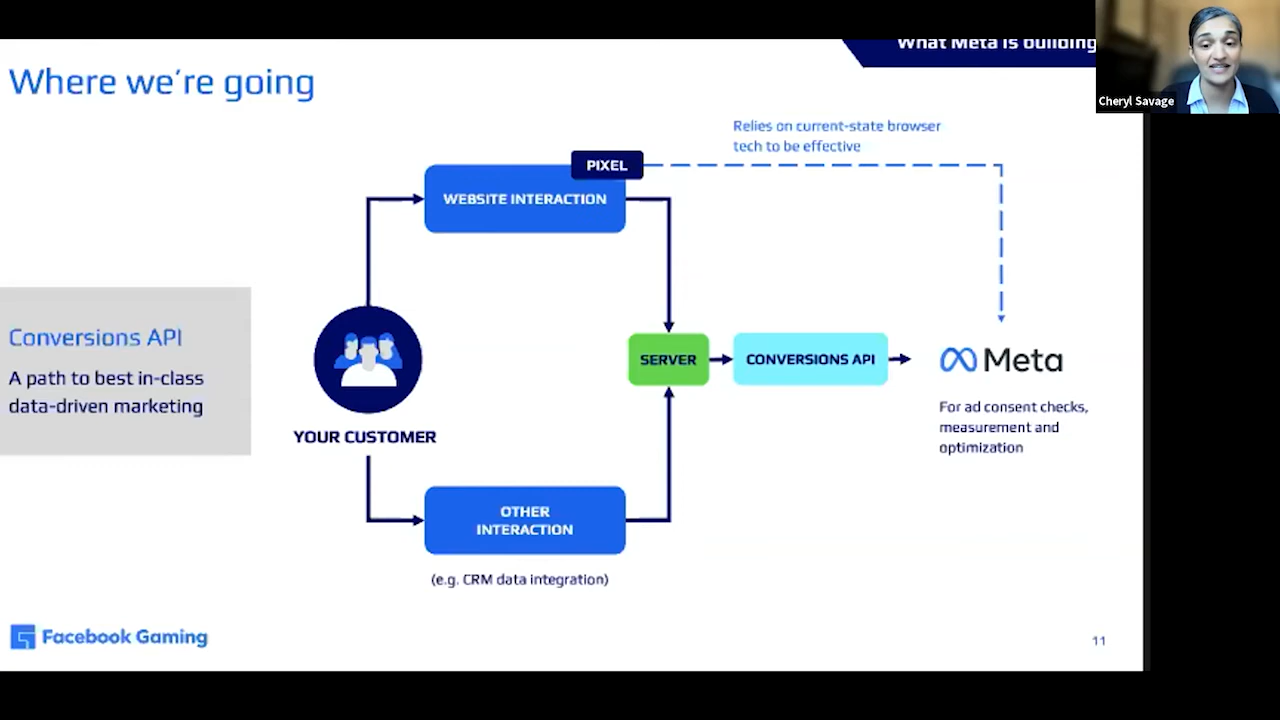 What Meta is building
Cheryl Savage
Where we're going
Relies on current-state browser
tech to be effective
PIXEL
WEBSITE INTERACTION
Conversions API
A path to best in-class
data-driven marketing
SERVER
CONVERSIONS API
Meta
For ad consent checks,
measurement and
optimization
YOUR CUSTOMER
OTHER
INTERACTION
(e.g. CRM data integration)
Facebook Gaming
11